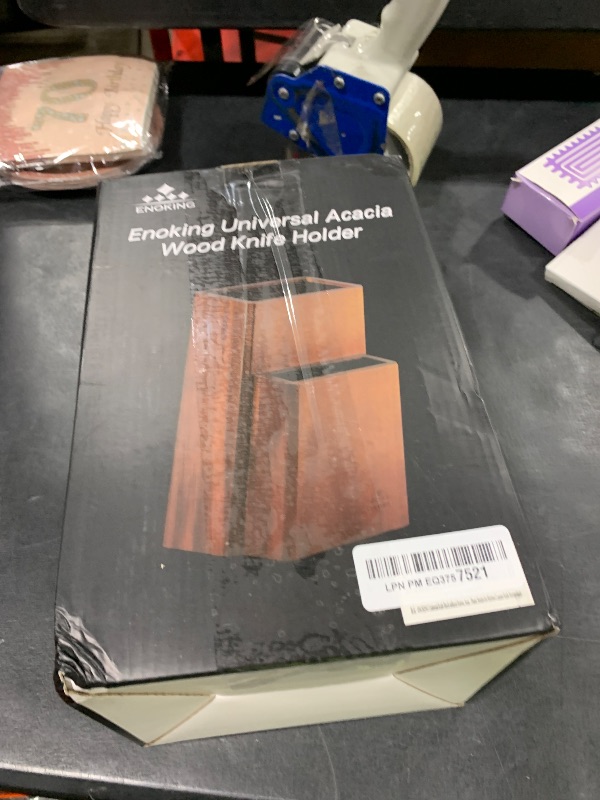 70
ENOKING
Enoking Universal Acacia
Wood Knife Holder
LPN PM EQ3757521